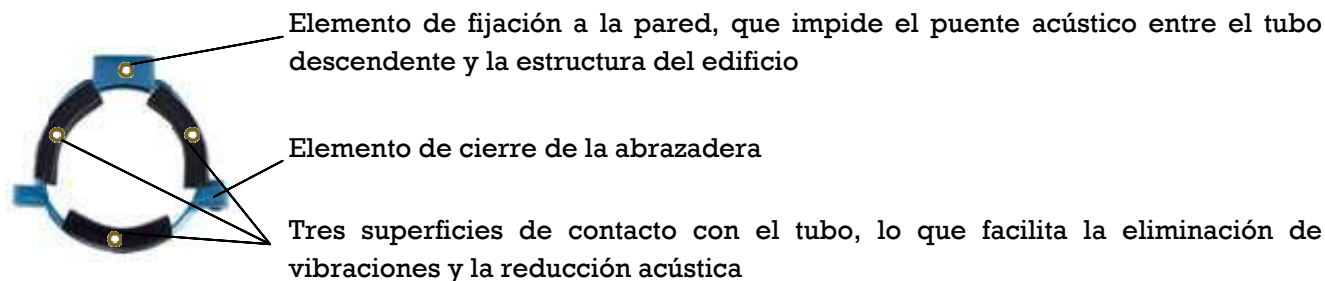 Elemento de fijación a la pared, que impide el puente acústico entre el tubo
descendente y la estructura del edificio
Elemento de cierre de la abrazadera
Tres superficies de contacto con el tubo, lo que facilita la eliminación de
vibraciones y la reducción acústica